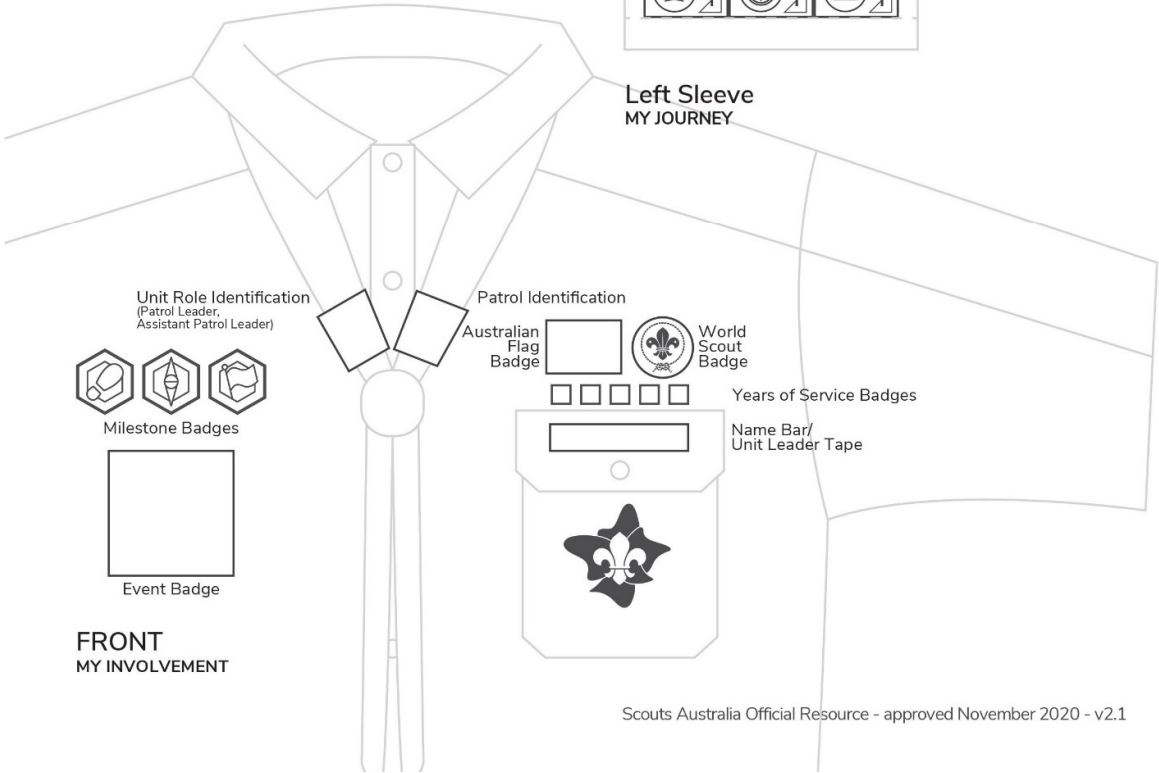 Left Sleeve
MY JOURNEY
Unit Role Identification
(Patrol Leader,
Assistant Patrol Leader)
Patrol Identification
Australian
Flag
Badge
World
Scout
Badge
Milestone Badges
Years of Service Badges
Name Bar/
Unit Leader Tape
Event Badge
FRONT
MY INVOLVEMENT
Scouts Australia Official Resource - approved November 2020 - v2.1